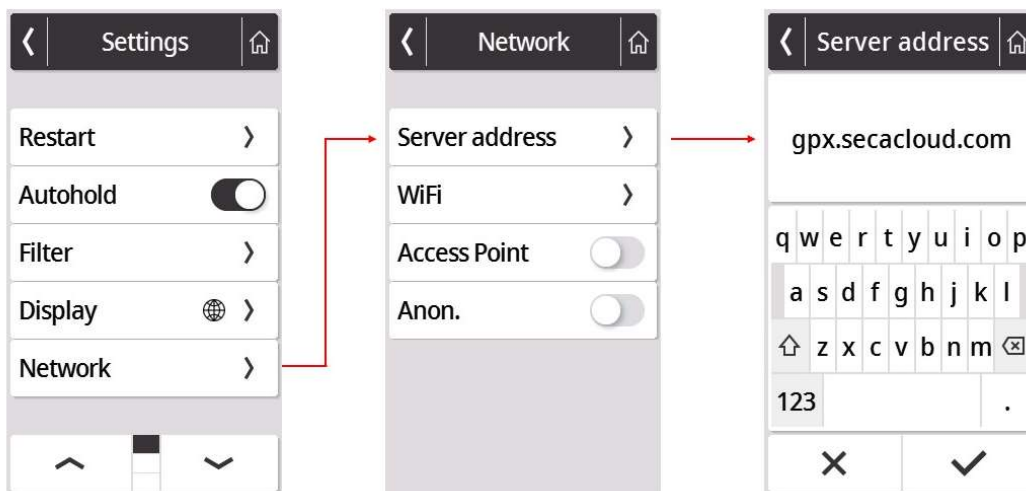 Settings
Restart
Autohold
Filter
Display
Network
Network
Server address
WiFi
Access Point
Anon.
Server address
gpx.secacloud.com
q w e r t y u i o p
a s d f g h j k l
z x c v b n m
123 .